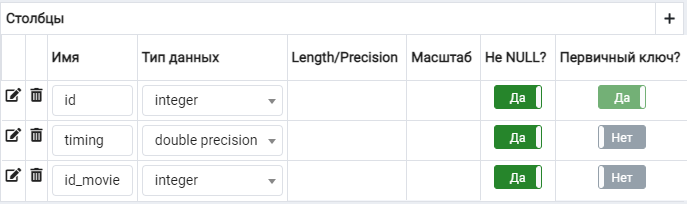 Столбцы
Имя Тип данных Length/Precision Масштаб Не NULL? Первичный ключ?
id integer Да Да
timing double precision Да Нет
id_movie integer Да Нет